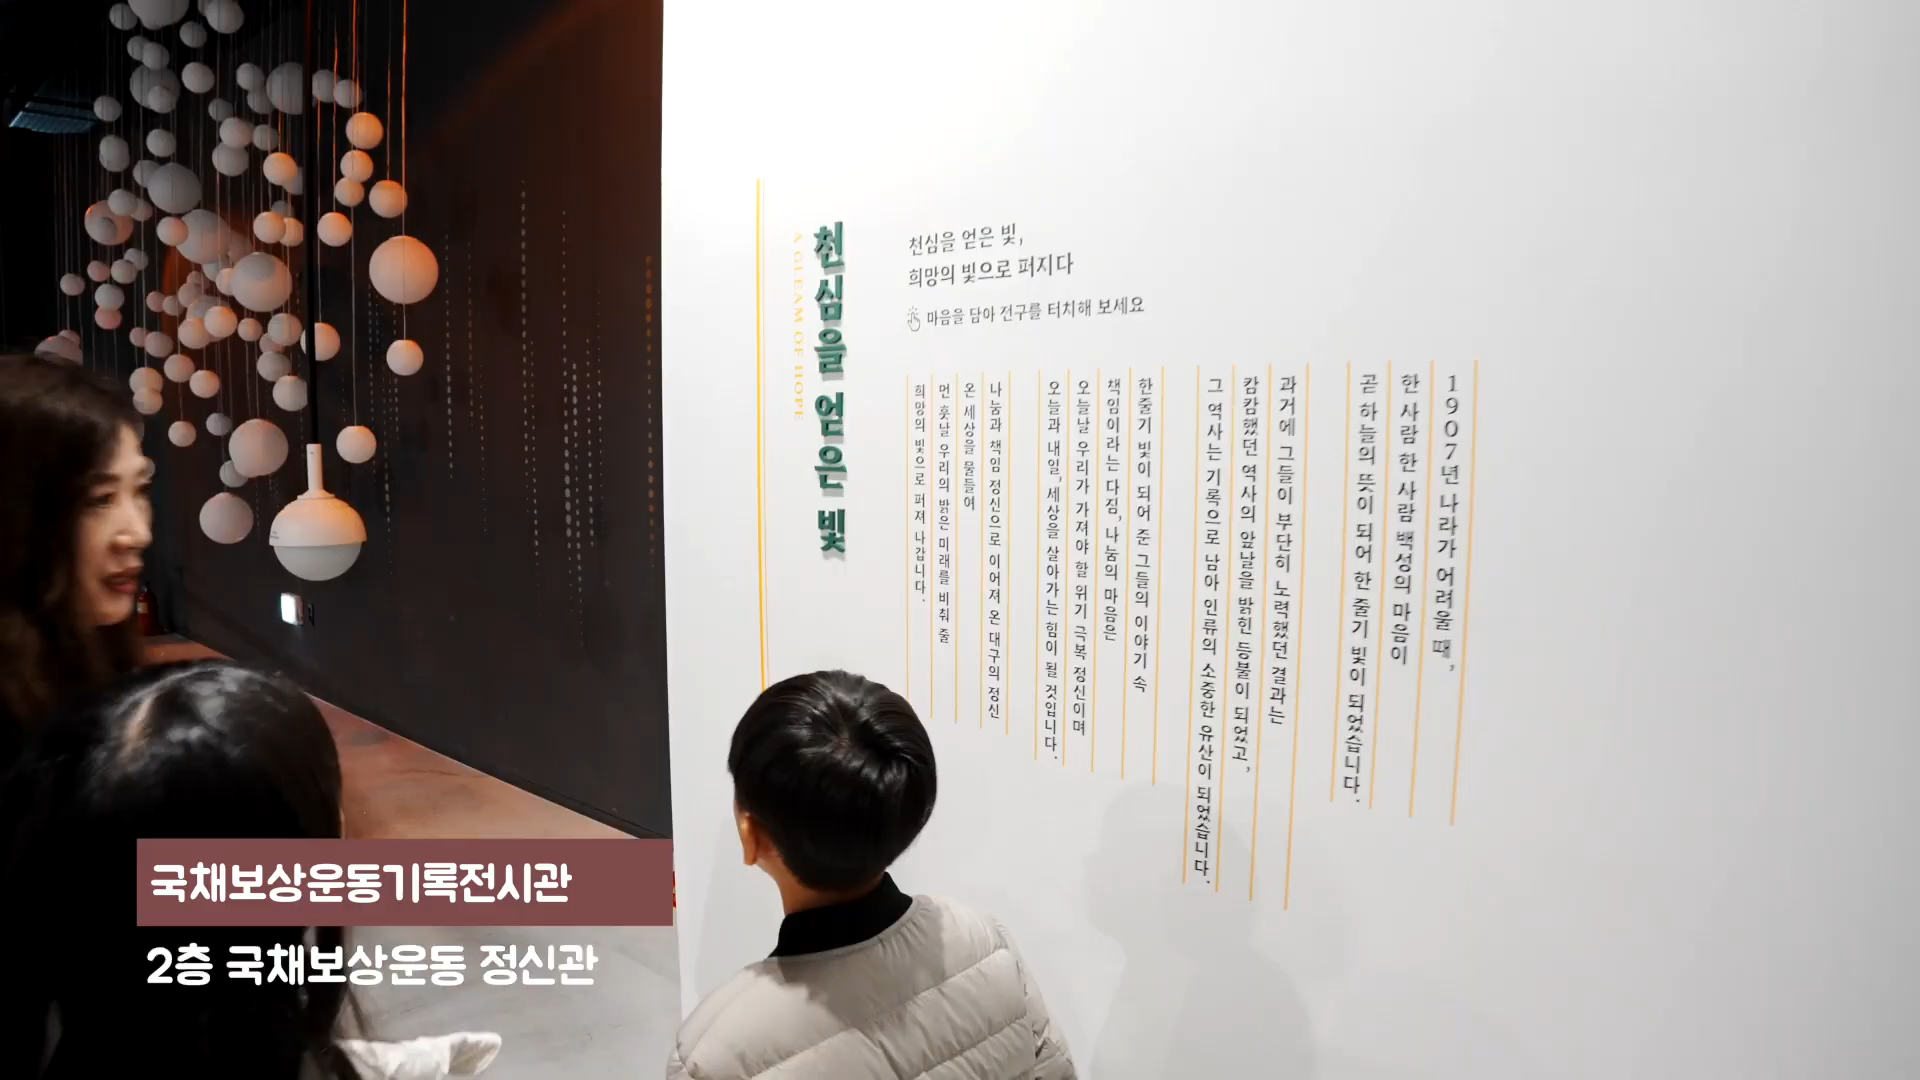 천심을 얻은 빛
A GLEAM OF HOPE
천심을 얻은 빛,
희망의 빛으로 퍼지다
마음을 담아 전구를 터치해 보세요
1907년 나라가 어려울 때,
한 사람 한 사람 백성의 마음이
곧 하늘의 뜻이 되어 한 줄기 빛이 되었습니다.
과거에 그들이 부단히 노력했던 결과는
캄캄했던 역사의 앞날을 밝힌 등불이 되었고,
그 역사는 기록으로 남아 인류의 소중한 유산이 되었습니다.
한줄기 빛이 되어 준 그들의 이야기 속
책임이라는 다짐, 나눔의 마음은
오늘날 우리가 가져야 할 위기 극복 정신이며
오늘과 내일, 세상을 살아가는 힘이 될 것입니다.
나눔과 책임 정신으로 이어져 온 대구의 정신
온 세상을 물들여
먼 훗날 우리의 밝은 미래를 비춰 줄
희망의 빛으로 퍼져 나갑니다.
국채보상운동기록전시관
2층 국채보상운동 정신관